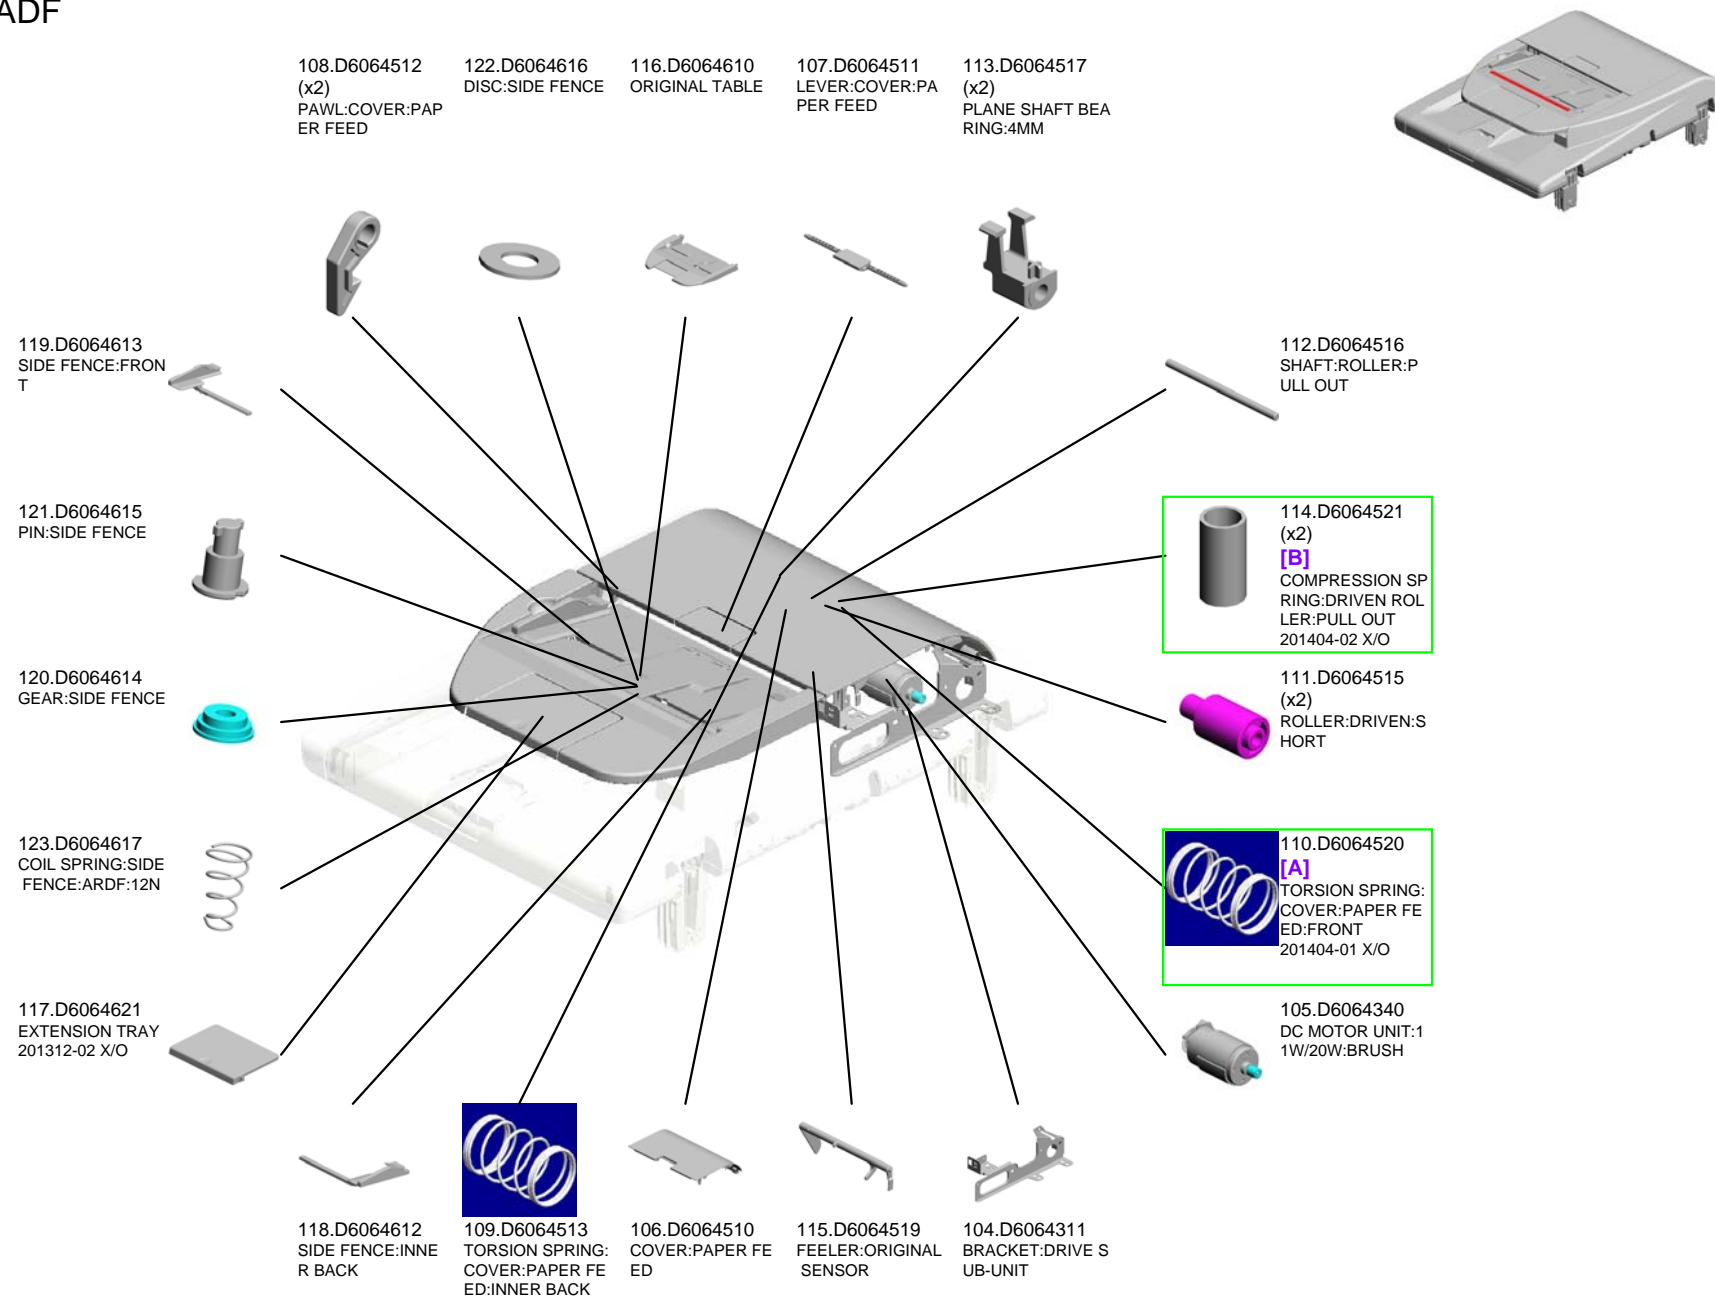 ADF
108.D6064512
(x2)
PAWL:COVER:PAP
ER FEED
122.D6064616
DISC:SIDE FENCE
116.D6064610
ORIGINAL TABLE
107.D6064511
LEVER:COVER:PA
PER FEED
113.D6064517
(x2)
PLANE SHAFT BEA
RING:4MM
119.D6064613
SIDE FENCE:FRON
T
112.D6064516
SHAFT:ROLLER:P
ULL OUT
121.D6064615
PIN:SIDE FENCE
114.D6064521
(x2)
[B]
COMPRESSION SP
RING:DRIVEN ROL
LER:PULL OUT
201404-02 X/O
120.D6064614
GEAR:SIDE FENCE
111.D6064515
(x2)
ROLLER:DRIVEN:S
HORT
123.D6064617
COIL SPRING:SIDE
FENCE:ARDF:12N
110.D6064520
[A]
TORSION SPRING:
COVER:PAPER FE
ED:FRONT
201404-01 X/O
117.D6064621
EXTENSION TRAY
201312-02 X/O
105.D6064340
DC MOTOR UNIT:1
1W/20W:BRUSH
118.D6064612
SIDE FENCE:INNE
R BACK
109.D6064513
TORSION SPRING:
COVER:PAPER FE
ED:INNER BACK
106.D6064510
COVER:PAPER FE
ED
115.D6064519
FEELER:ORIGINAL
SENSOR
104.D6064311
BRACKET:DRIVE S
UB-UNIT